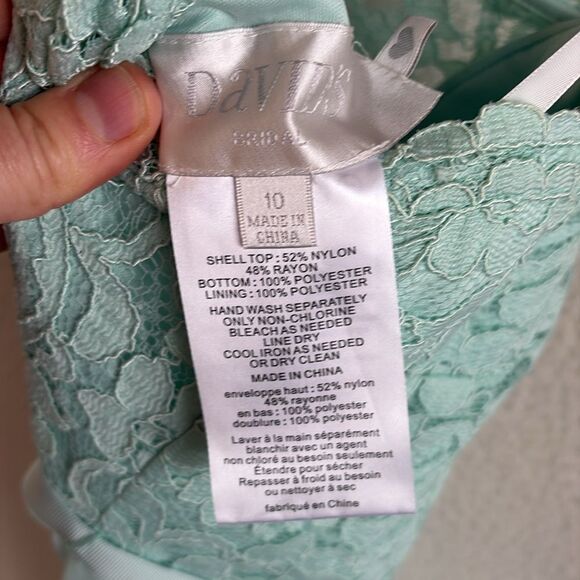 DaVID'S
BRIDAL
10
MADE IN
CHINA
SHELL TOP : 52% NYLON
48% RAYON
BOTTOM : 100% POLYESTER
LINING : 100% POLYESTER
HAND WASH SEPARATELY
ONLY NON-CHLORINE
BLEACH AS NEEDED
LINE DRY
COOL IRON AS NEEDED
OR DRY CLEAN
MADE IN CHINA
enveloppe haut : 52% nylon
48% rayonne
en bas : 100% polyester
doublure : 100% polyester
Laver à la main séparément
blanchir avec un agent
non chloré au besoin seulement
Étendre pour sécher
Repasser à froid au besoin
ou nettoyer à sec
fabriqué en Chine